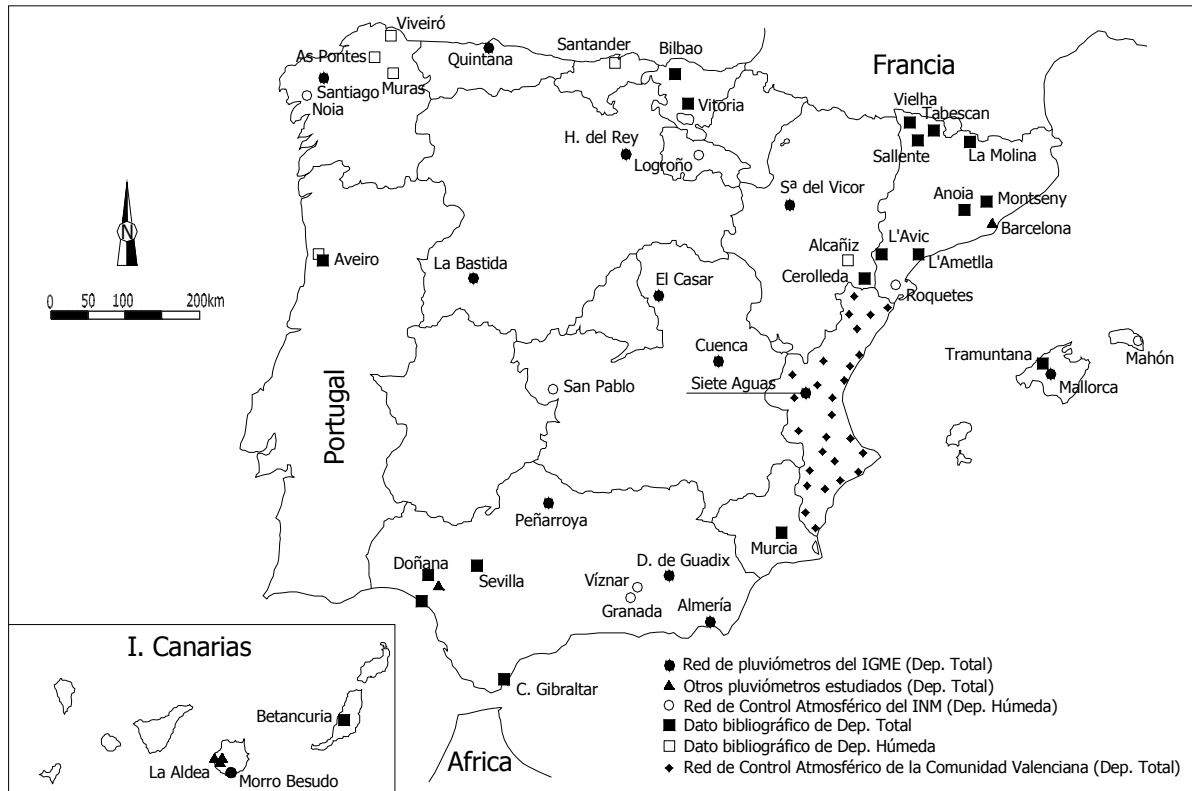 Viveiró
As Pontes
Quintana
Santander
Bilbao
Francia
Muras
Santiago
Noia
Vitoria
Vielha
Tabescan
H. del Rey
Logroño
Sallente
La Molina
Sª del Vicor
Anoia
Montseny
Barcelona
N
Aveiro
La Bastida
Alcañiz
L'Avic
L'Ametlla
Cerolleda
El Casar
Roquetes
0 50 100 200km
Cuenca
Tramuntana
Mahón
Mallorca
San Pablo
Siete Aguas
Portugal
Peñarroya
Murcia
Doñana
Sevilla
D. de Guadix
Víznar
Granada
Almería
I. Canarias
C. Gibraltar
Betancuria
La Aldea
Morro Besudo
Africa
Red de pluviómetros del IGME (Dep. Total)
Otros pluviómetros estudiados (Dep. Total)
Red de Control Atmosférico del INM (Dep. Húmeda)
Dato bibliográfico de Dep. Total
Dato bibliográfico de Dep. Húmeda
Red de Control Atmosférico de la Comunidad Valenciana (Dep. Total)